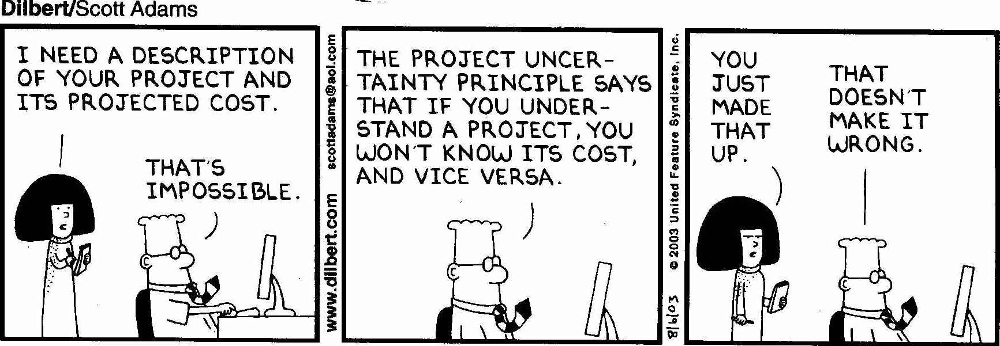 Dilbert/Scott Adams
I NEED A DESCRIPTION
OF YOUR PROJECT AND
ITS PROJECTED COST.
THAT'S
IMPOSSIBLE.
www.dilbert.com scottadams@aol.com
THE PROJECT UNCER-
TAINTY PRINCIPLE SAYS
THAT IF YOU UNDER-
STAND A PROJECT, YOU
WON'T KNOW ITS COST,
AND VICE VERSA.
8/6/03 © 2003 United Feature Syndicate, Inc.
YOU
JUST
MADE
THAT
UP.
THAT
DOESN'T
MAKE IT
WRONG.